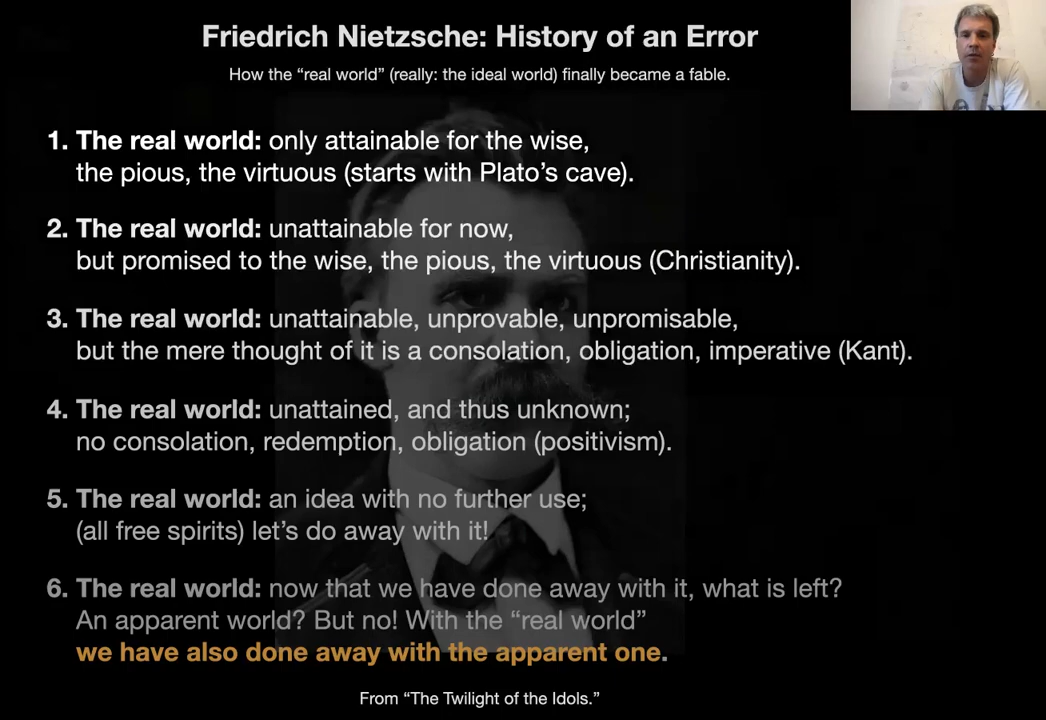 Friedrich Nietzsche: History of an Error
How the “real world” (really: the ideal world) finally became a fable.
1. The real world: only attainable for the wise,
the pious, the virtuous (starts with Plato’s cave).
2. The real world: unattainable for now,
but promised to the wise, the pious, the virtuous (Christianity).
3. The real world: unattainable, unprovable, unpromisable,
but the mere thought of it is a consolation, obligation, imperative (Kant).
4. The real world: unattained, and thus unknown;
no consolation, redemption, obligation (positivism).
5. The real world: an idea with no further use;
(all free spirits) let’s do away with it!
6. The real world: now that we have done away with it, what is left?
An apparent world? But no! With the “real world”
we have also done away with the apparent one.
From “The Twilight of the Idols.”